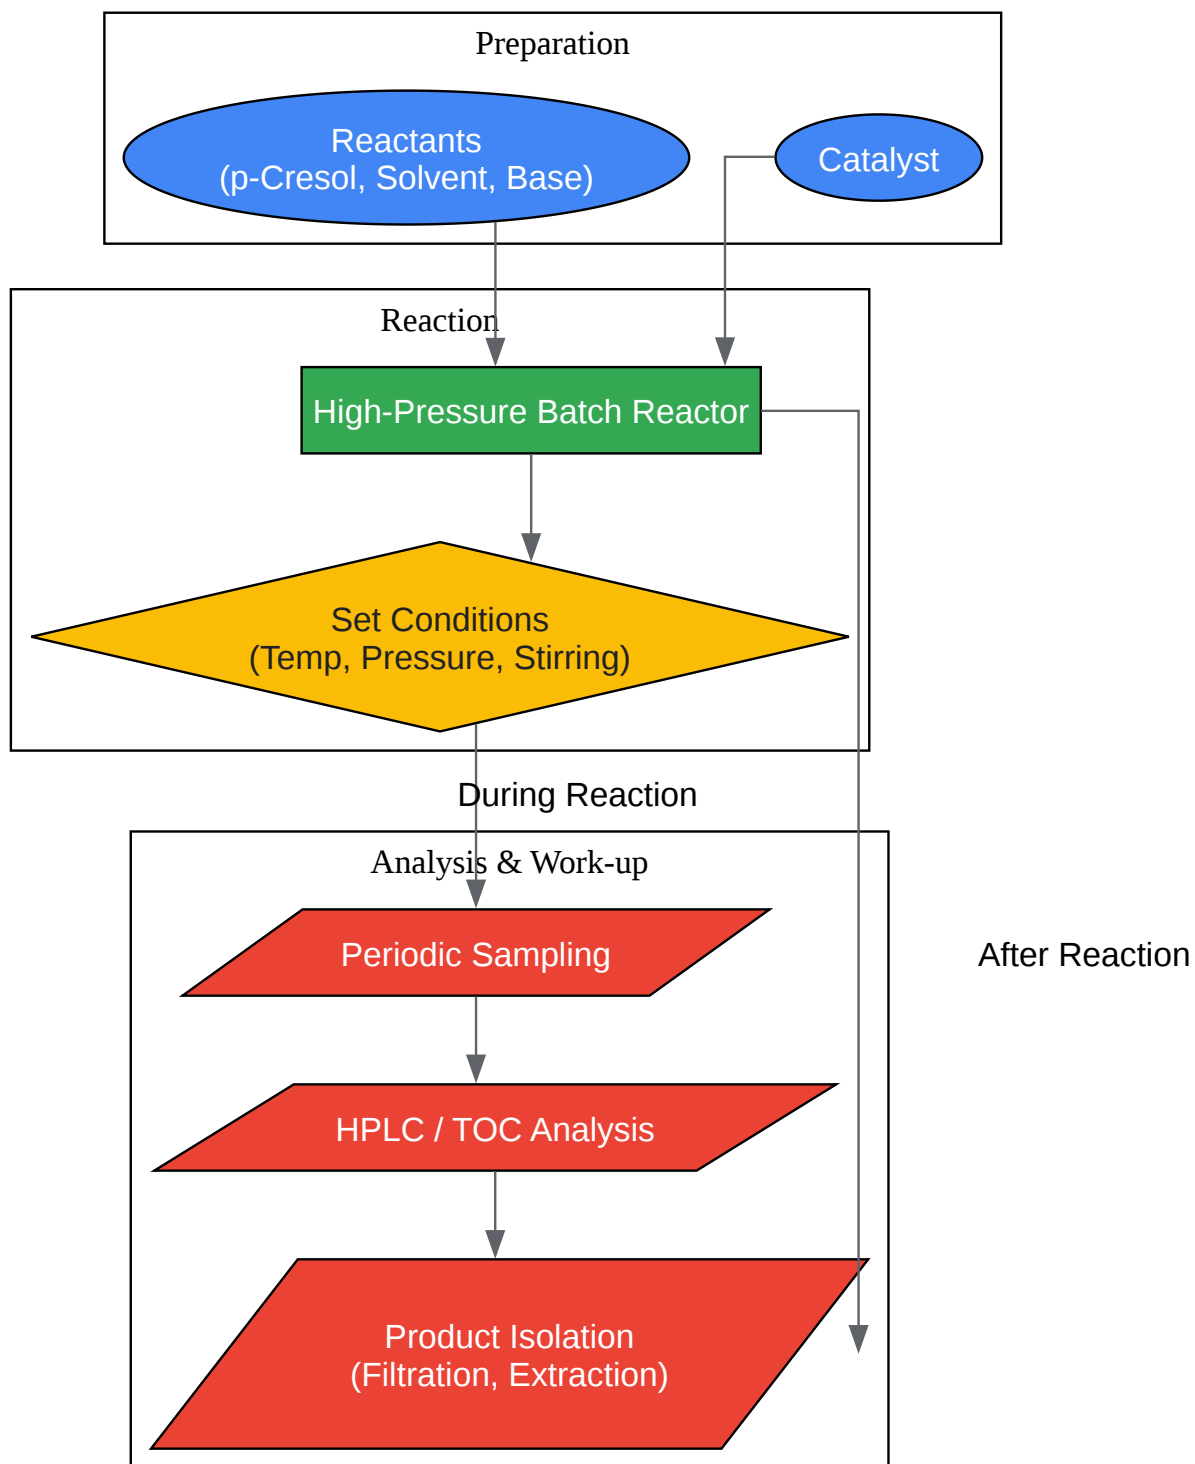 Preparation
Reactants
(p-Cresol, Solvent, Base)
Catalyst
Reaction
High-Pressure Batch Reactor
Set Conditions
(Temp, Pressure, Stirring)
During Reaction
Analysis & Work-up
Periodic Sampling
After Reaction
HPLC / TOC Analysis
Product Isolation
(Filtration, Extraction)